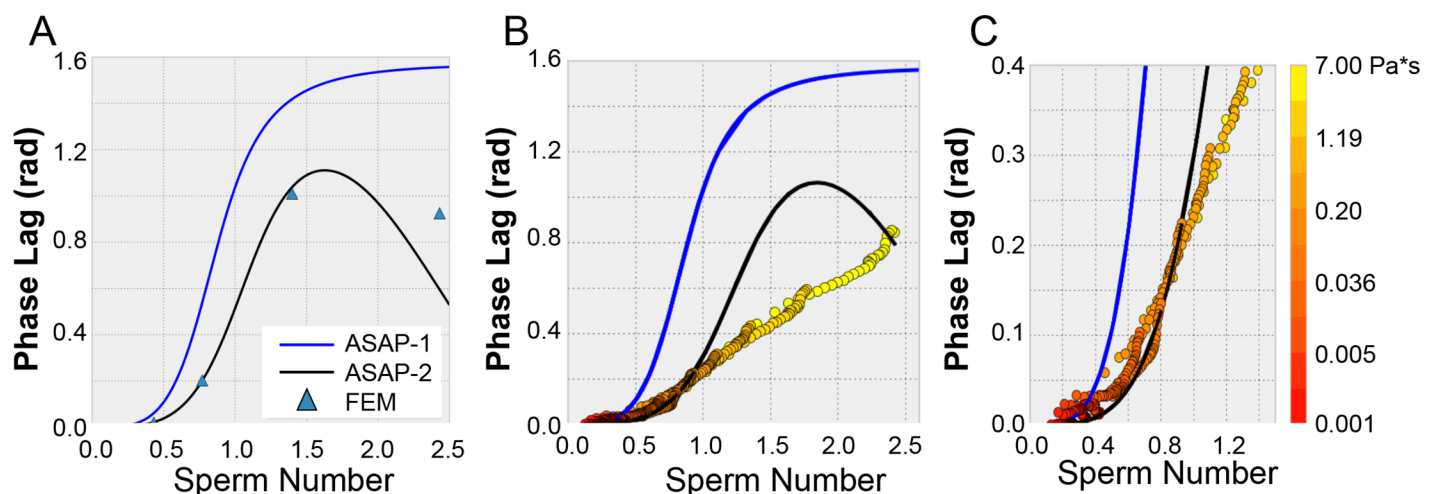 A
Phase Lag (rad)
1.6
1.2
0.8
0.4
0.0
0.0 0.5 1.0 1.5 2.0 2.5
Sperm Number
ASAP-1
ASAP-2
FEM
B
Phase Lag (rad)
1.6
1.2
0.8
0.4
0.0
0.0 0.5 1.0 1.5 2.0 2.5
Sperm Number
C
Phase Lag (rad)
0.4
0.3
0.2
0.1
0.0
0.0 0.4 0.8 1.2
Sperm Number
7.00 Pa*s
1.19
0.20
0.036
0.005
0.001